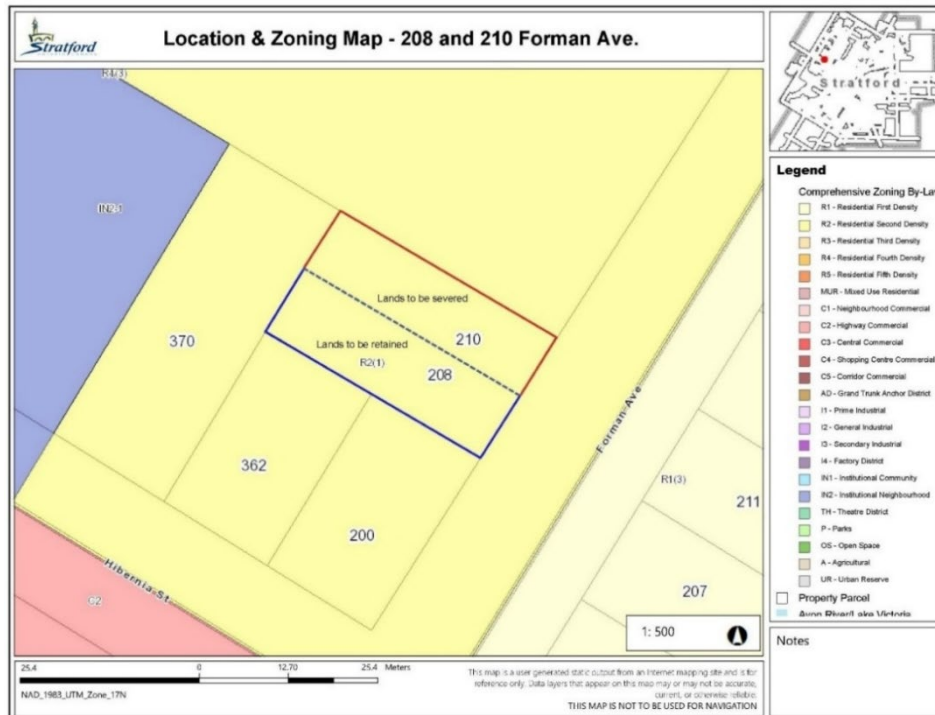 Stratford
Location & Zoning Map - 208 and 210 Forman Ave.
Stratford
R4(3)
IN2-1
Lands to be severed
210
370
Lands to be retained
R2(1)
208
Forman Ave
362
R1(3)
211
200
Hibernia St
C2
207
1: 500
Legend
Comprehensive Zoning By-La
R1 - Residential First Density
R2 - Residential Second Density
R3 - Residential Third Density
R4 - Residential Fourth Density
R5 - Residential Fifth Density
MUR - Mixed Use Residential
C1 - Neighbourhood Commercial
C2 - Highway Commercial
C3 - Central Commercial
C4 - Shopping Centre Commercial
C5 - Corridor Commercial
AD - Grand Trunk Anchor District
I1 - Prime Industrial
I2 - General Industrial
I3 - Secondary Industrial
I4 - Factory District
IN1 - Institutional Community
IN2 - Institutional Neighbourhood
TH - Theatre District
P - Parks
OS - Open Space
A - Agricultural
UR - Urban Reserve
Property Parcel
Avon River/Lake Victoria
Notes
25.4 0 12.70 25.4 Meters
NAD_1983_UTM_Zone_17N
This map is a user generated static output from an Internet mapping site and is for
reference only. Data layers that appear on this map may or may not be accurate,
current, or otherwise reliable.
THIS MAP IS NOT TO BE USED FOR NAVIGATION